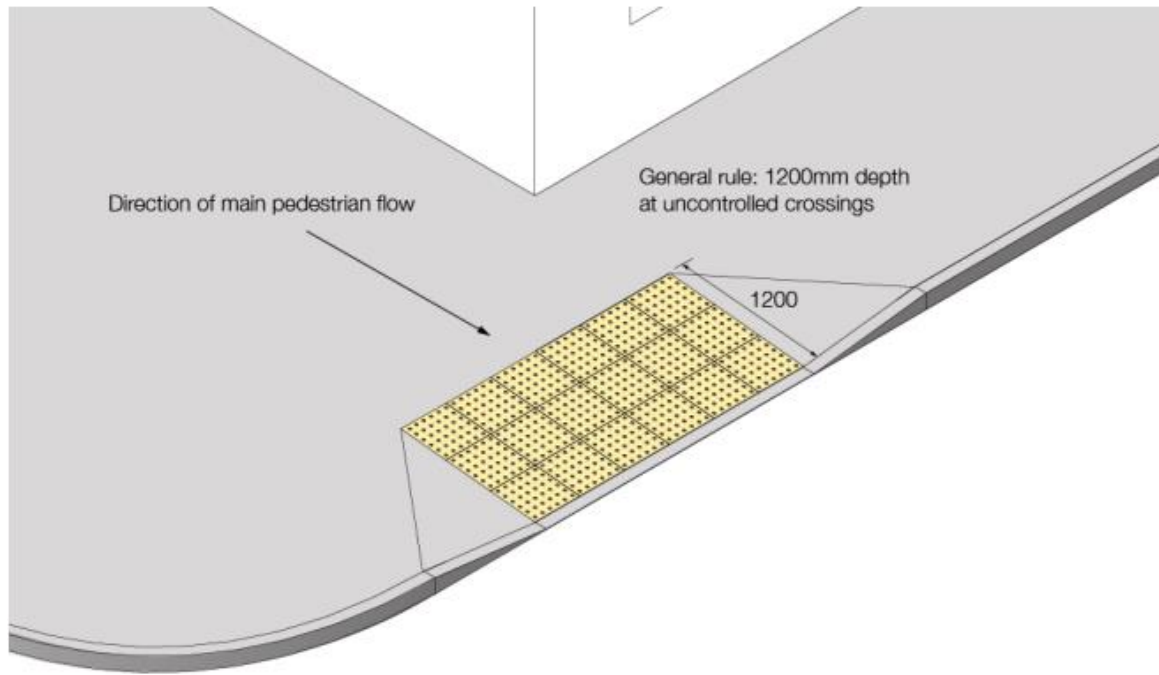 Direction of main pedestrian flow
General rule: 1200mm depth
at uncontrolled crossings
1200